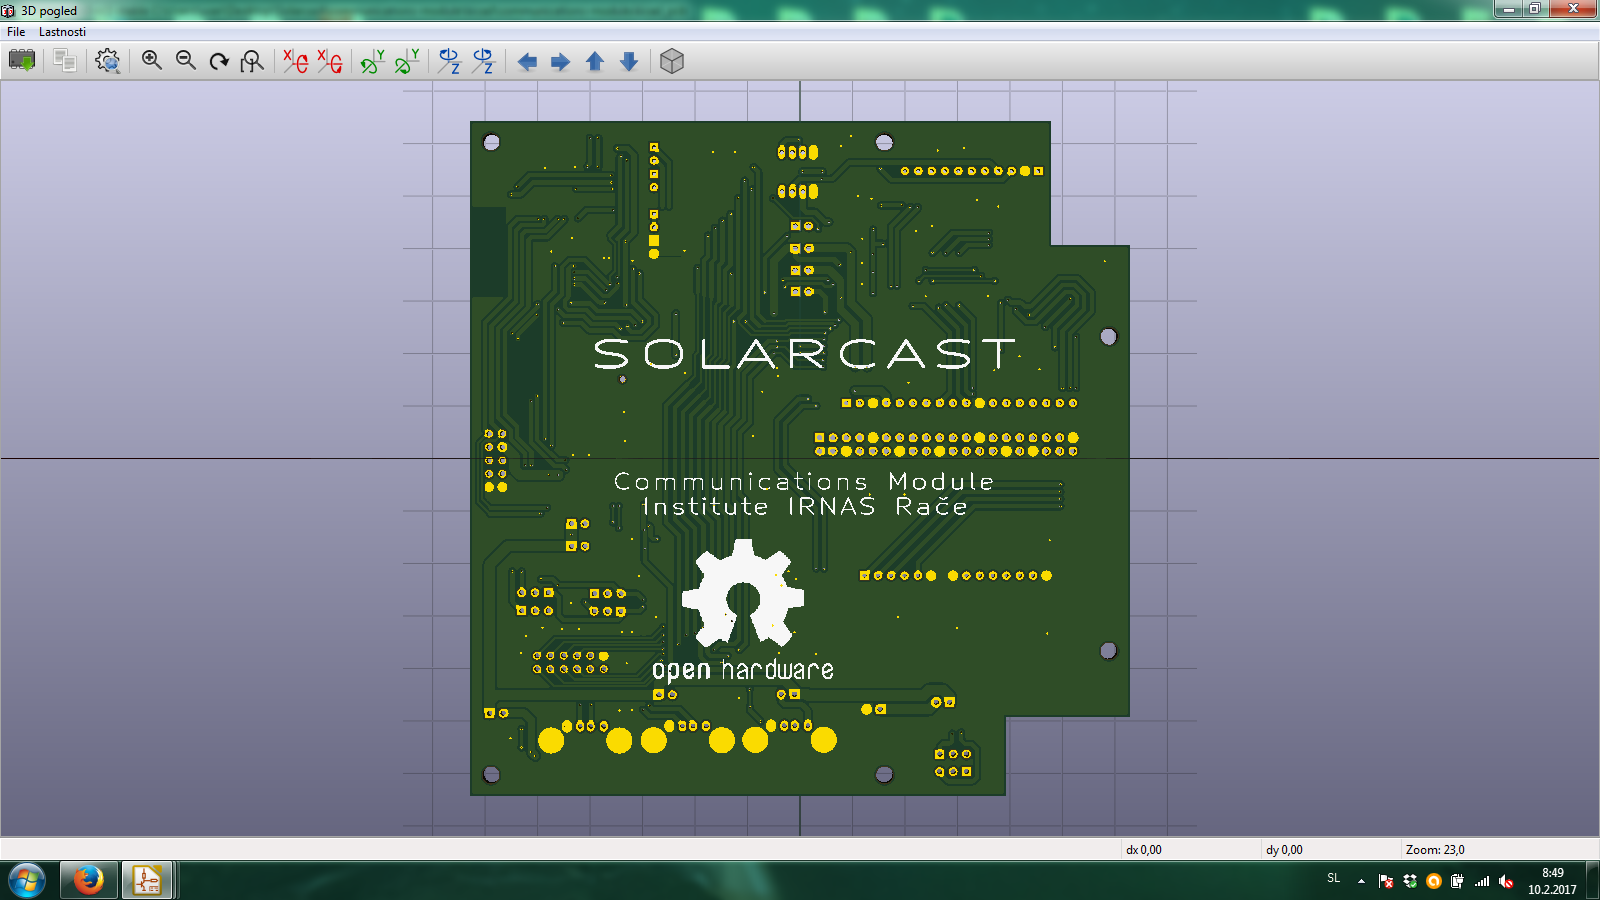 3D pogled
File Lastnosti
SOLARCAST
Communications Module
Institute IRNAS Rače
open hardware
dx 0,00 dy 0,00 Zoom: 23,0
SL 8:49
10.2.2017